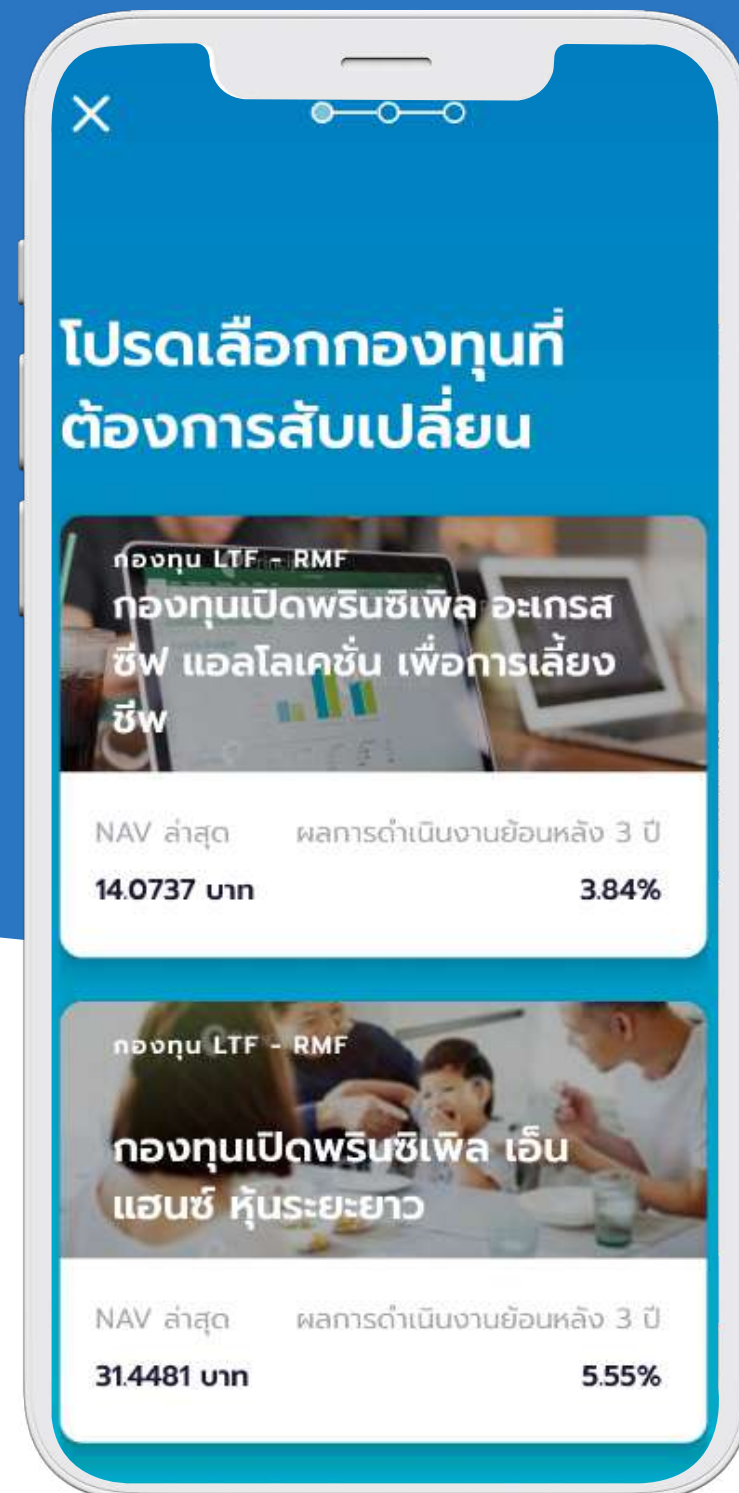 โปรดเลือกกองทุนที่
ต้องการสับเปลี่ยน
กองทุน LTF - RMF
กองทุนเปิดพรินซิเพิล อะเกรส
ซีฟ แอลโลเคชั่น เพื่อการเลี้ยง
ชีพ
NAV ล่าสุด ผลการดำเนินงานย้อนหลัง 3 ปี
14.0737 บาท 3.84%
กองทุน LTF - RMF
กองทุนเปิดพรินซิเพิล เอ็น
แฮนซ์ หุ้นระยะยาว
NAV ล่าสุด ผลการดำเนินงานย้อนหลัง 3 ปี
31.4481 บาท 5.55%